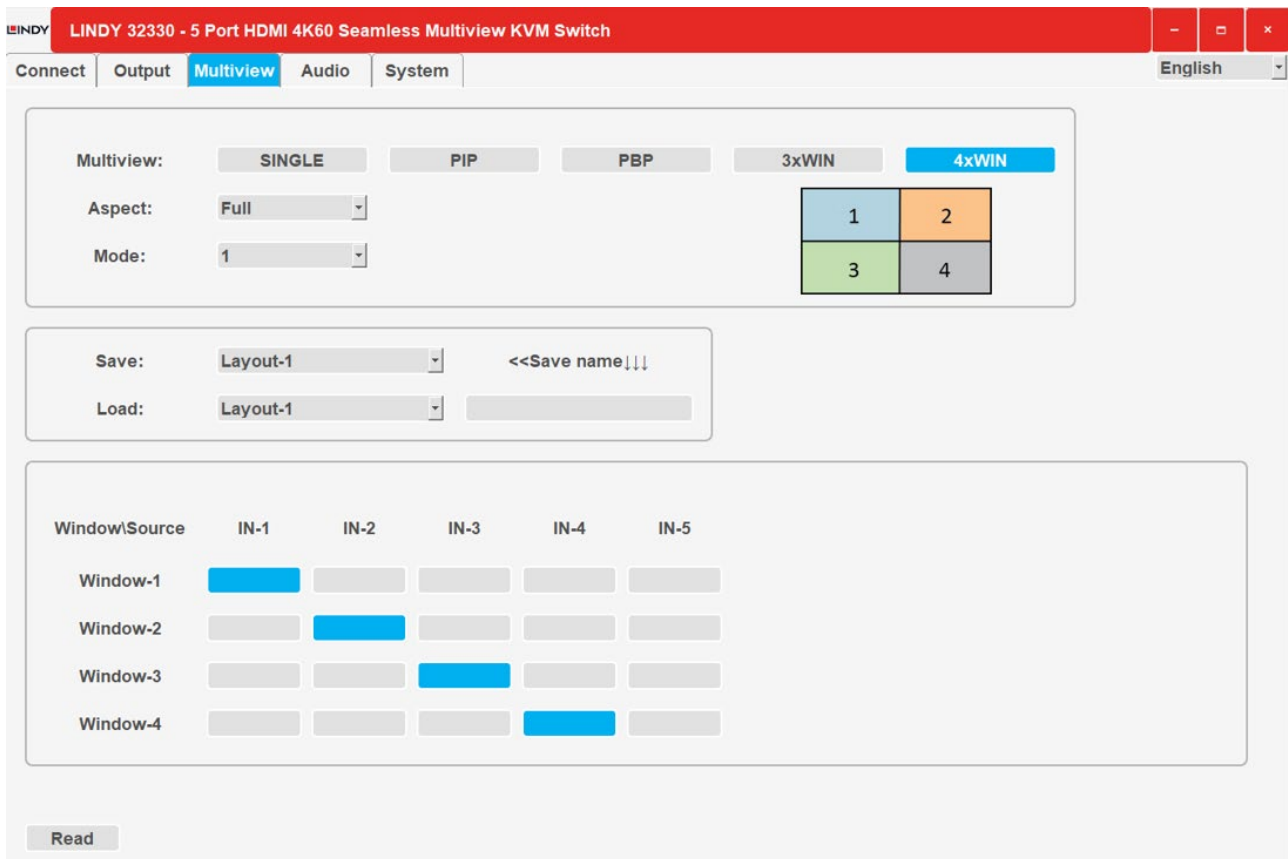 LINDY LINDY 32330 - 5 Port HDMI 4K60 Seamless Multiview KVM Switch
Connect Output Multiview Audio System English
Multiview: SINGLE PIP PBP 3xWIN 4xWIN
Aspect: Full
1 2
Mode: 1
3 4
Save: Layout-1 <<Save name↓↓↓
Load: Layout-1
Window\Source IN-1 IN-2 IN-3 IN-4 IN-5
Window-1
Window-2
Window-3
Window-4
Read